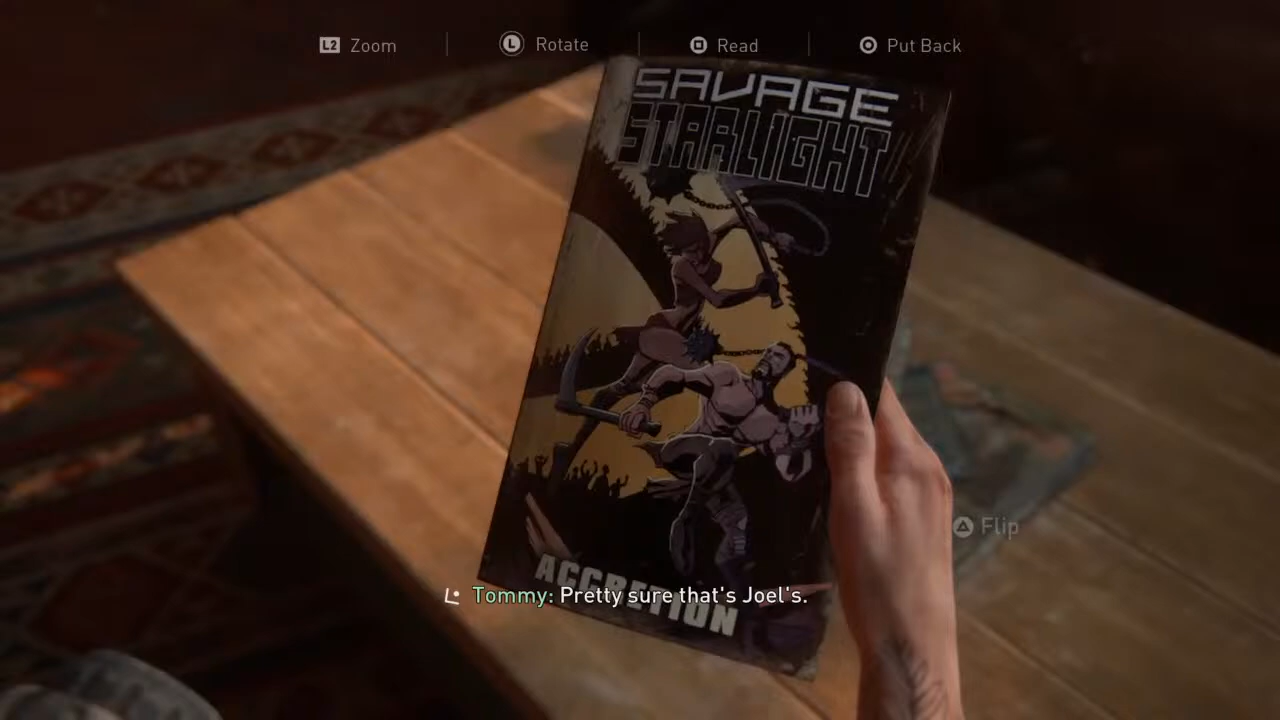 L2 Zoom
L Rotate
Read
Put Back
SAVAGE
STARLIGHT
Flip
ACCRETION
Tommy: Pretty sure that's Joel's.